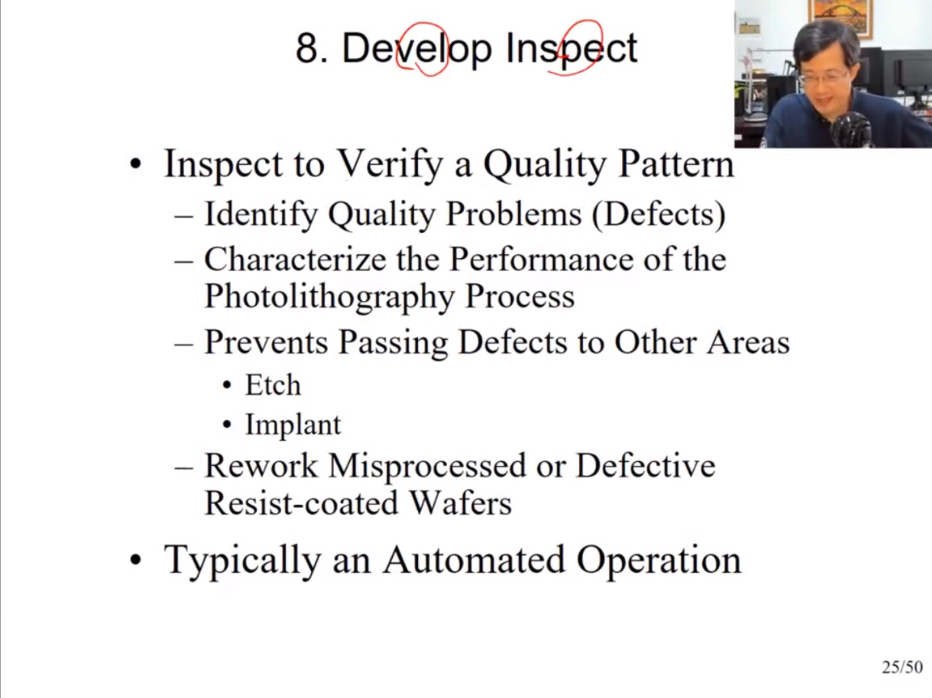 8. Develop Inspect
• Inspect to Verify a Quality Pattern
– Identify Quality Problems (Defects)
– Characterize the Performance of the
Photolithography Process
– Prevents Passing Defects to Other Areas
• Etch
• Implant
– Rework Misprocessed or Defective
Resist-coated Wafers
• Typically an Automated Operation
25/50